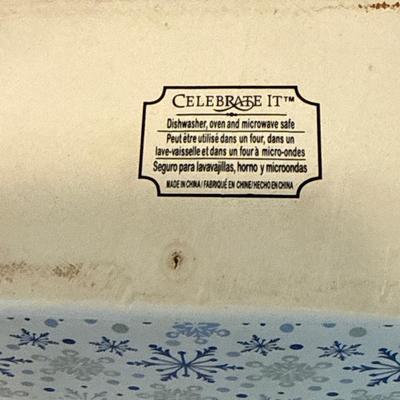 CELEBRATE IT™
Dishwasher, oven and microwave safe
Peut être utilisé dans un four, dans un
lave-vaisselle et dans un four à micro-ondes
Seguro para lavavajillas, horno y microondas
MADE IN CHINA / FABRIQUÉ EN CHINE / HECHO EN CHINA